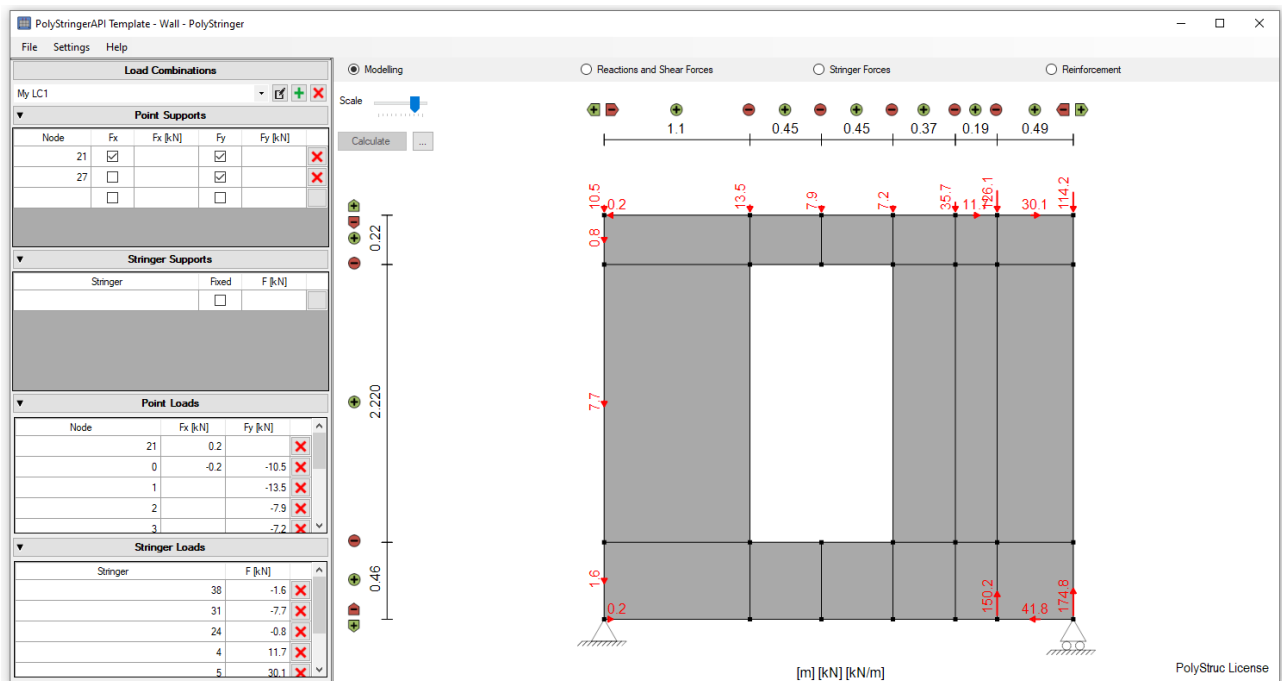 PolyStringerAPI Template - Wall - PolyStringer
File Settings Help
Load Combinations
My LC1
Point Supports
Node Fx Fx [kN] Fy Fy [kN]
21
27
Stringer Supports
Stringer Fixed F [kN]
Point Loads
Node Fx [kN] Fy [kN]
21 0.2
0 -0.2 -10.5
1 -13.5
2 -7.9
3 -7.2
Stringer Loads
Stringer F [kN]
38 -1.6
31 -7.7
24 -0.8
4 11.7
5 30.1
Modelling Reactions and Shear Forces Stringer Forces Reinforcement
Scale
Calculate ...
1.1 0.45 0.45 0.37 0.19 0.49
10.5 13.5 7.9 7.2 35.7 126.1 114.2
0.2 30.1
0.22
0.8
2.220
7.7
0.46
1.6
150.2 174.8
0.2 41.8
[m] [kN] [kN/m]
PolyStruc License